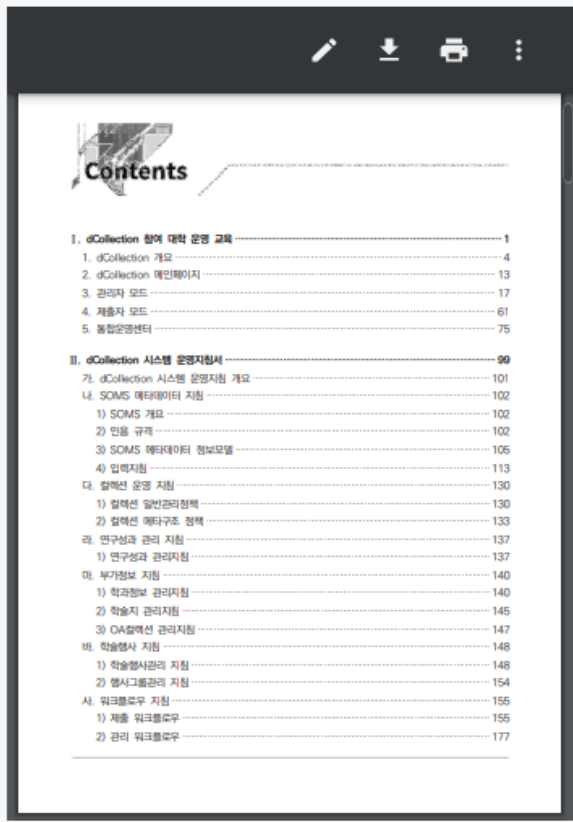 Contents
Ⅰ. dCollection 참여 대학 운영 교육 1
1. dCollection 개요 4
2. dCollection 메인페이지 13
3. 관리자 모드 17
4. 제출자 모드 61
5. 통합운영센터 75
Ⅱ. dCollection 시스템 운영지침서 99
가. dCollection 시스템 운영지침 개요 101
나. SOMS 메타데이터 지침 102
1) SOMS 개요 102
2) 인용 규격 102
3) SOMS 메타데이터 정보모델 105
4) 입력지침 113
다. 컬렉션 운영 지침 130
1) 컬렉션 일반관리정책 130
2) 컬렉션 메타구조 정책 133
라. 연구성과 관리 지침 137
1) 연구성과 관리지침 137
마. 부가정보 지침 140
1) 학과정보 관리지침 140
2) 학술지 관리지침 145
3) OA컬렉션 관리지침 147
바. 학술행사 지침 148
1) 학술행사관리 지침 148
2) 행사그룹관리 지침 154
사. 워크플로우 지침 155
1) 제출 워크플로우 155
2) 관리 워크플로우 177